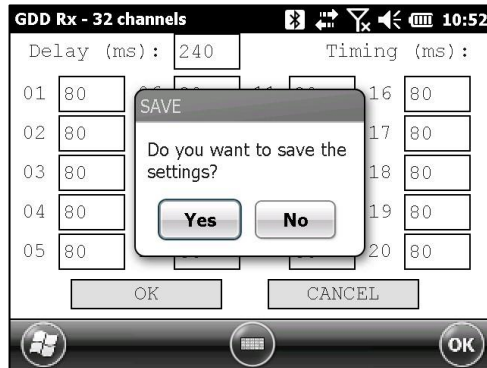 GDD Rx - 32 channels 10:52
Delay (ms): 240 Timing (ms):
01 80 16 80
SAVE
02 80 17 80
Do you want to save the
settings?
03 80 18 80
04 80 19 80
Yes No
05 80 20 80
OK CANCEL
OK